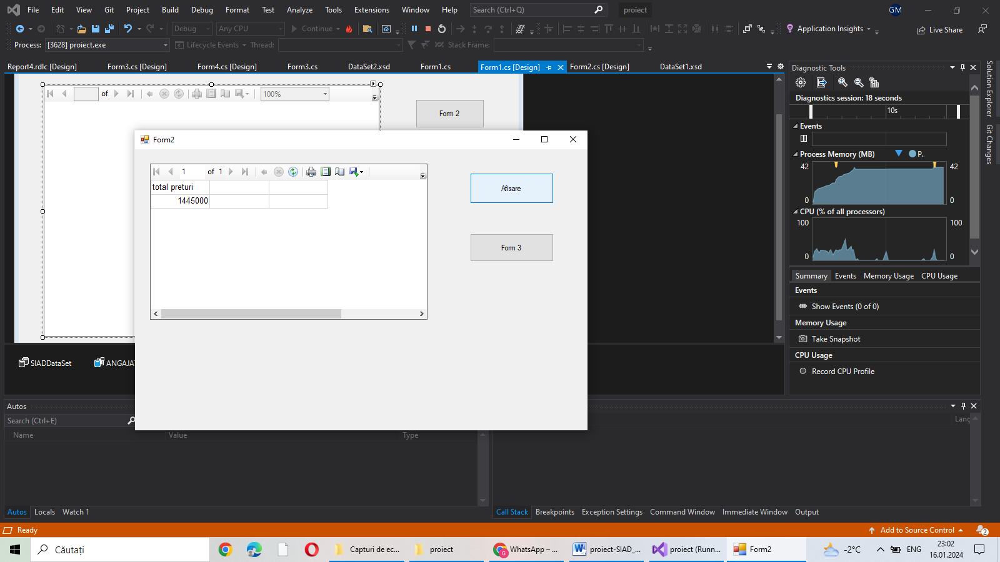 File Edit View Git Project Build Debug Format Test Analyze Tools Extensions Window Help Search (Ctrl+Q) proiect GM
Debug Any CPU Continue Application Insights Live Share
Process: [3628] proiect.exe Lifecycle Events Thread: Stack Frame:
Report4.rdlc [Design] Form3.cs [Design] Form4.cs [Design] Form3.cs DataSet2.xsd Form1.cs Form1.cs [Design] Form2.cs [Design] DataSet1.xsd
of 100%
Form 2
Form2
1 of 1
total preturi
1445000
Afisare
Form 3
SIADDataSet ANGAJA
Diagnostic Tools
Diagnostics session: 18 seconds
10s
Events
Process Memory (MB) P..
42 42
0 0
CPU (% of all processors)
100 100
0 0
Summary Events Memory Usage CPU Usage
Events
Show Events (0 of 0)
Memory Usage
Take Snapshot
CPU Usage
Record CPU Profile
Solution Explorer
Git Changes
Autos
Search (Ctrl+E)
Name Value Type
Lang
Autos Locals Watch 1
Call Stack Breakpoints Exception Settings Command Window Immediate Window Output
Ready Add to Source Control 2
Căutați
Capturi de ec... proiect WhatsApp – ... proiect-SIAD_... proiect (Runn... Form2
-2°C ENG 23:02
16.01.2024